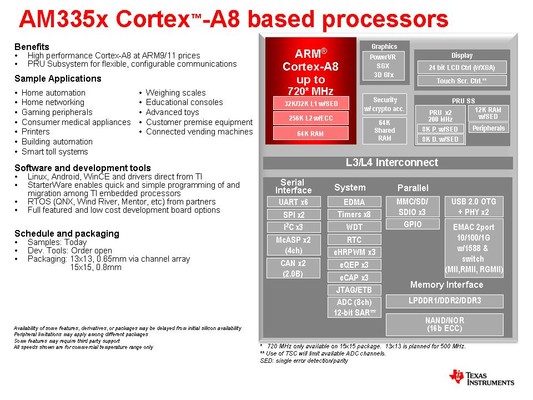 AM335x Cortex™-A8 based processors
Benefits
• High performance Cortex-A8 at ARM9/11 prices
• PRU Subsystem for flexible, configurable communications
Sample Applications
• Home automation
• Home networking
• Gaming peripherals
• Consumer medical appliances
• Printers
• Building automation
• Smart toll systems
• Weighing scales
• Educational consoles
• Advanced toys
• Customer premise equipment
• Connected vending machines
Software and development tools
• Linux, Android, WinCE and drivers direct from TI
• StarterWare enables quick and simple programming of and
migration among TI embedded processors
• RTOS (QNX, Wind River, Mentor, etc) from partners
• Full featured and low cost development board options
Schedule and packaging
• Samples: Today
• Dev. Tools: Order open
• Packaging: 13x13, 0.65mm via channel array
15x15, 0.8mm
Availability of some features, derivatives, or packages may be delayed from initial silicon availability
Peripheral limitations may apply among different packages
Some features may require third party support
All speeds shown are for commercial temperature range only
ARM®
Cortex-A8
up to
720* MHz
32K/32K L1 w/SED
256K L2 w/ECC
64K RAM
Graphics
PowerVR
SGX
3D Gfx
Security
w/crypto acc.
64K
Shared
RAM
Display
24 bit LCD Ctrl (WXGA)
Touch Scr. Ctrl.**
PRU SS
PRU x2
200 MHz
8K P. w/SED
8K D. w/SED
12K RAM
w/SED
Peripherals
L3/L4 Interconnect
Serial
Interface
UART x6
SPI x2
I²C x3
McASP x2
(4ch)
CAN x2
(2.0B)
System
EDMA
Timers x8
WDT
RTC
eHRPWM x3
eQEP x3
eCAP x3
JTAG/ETB
ADC (8ch)
12-bit SAR**
Parallel
MMC/SD/
SDIO x3
GPIO
USB 2.0 OTG
+ PHY x2
EMAC 2port
10/100/1G
w/1588 &
switch
(MII,RMII, RGMII)
Memory Interface
LPDDR1/DDR2/DDR3
NAND/NOR
(16b ECC)
* 720 MHz only available on 15x15 package. 13x13 is planned for 500 MHz.
** Use of TSC will limit available ADC channels.
SED: single error detection/parity
TEXAS
INSTRUMENTS